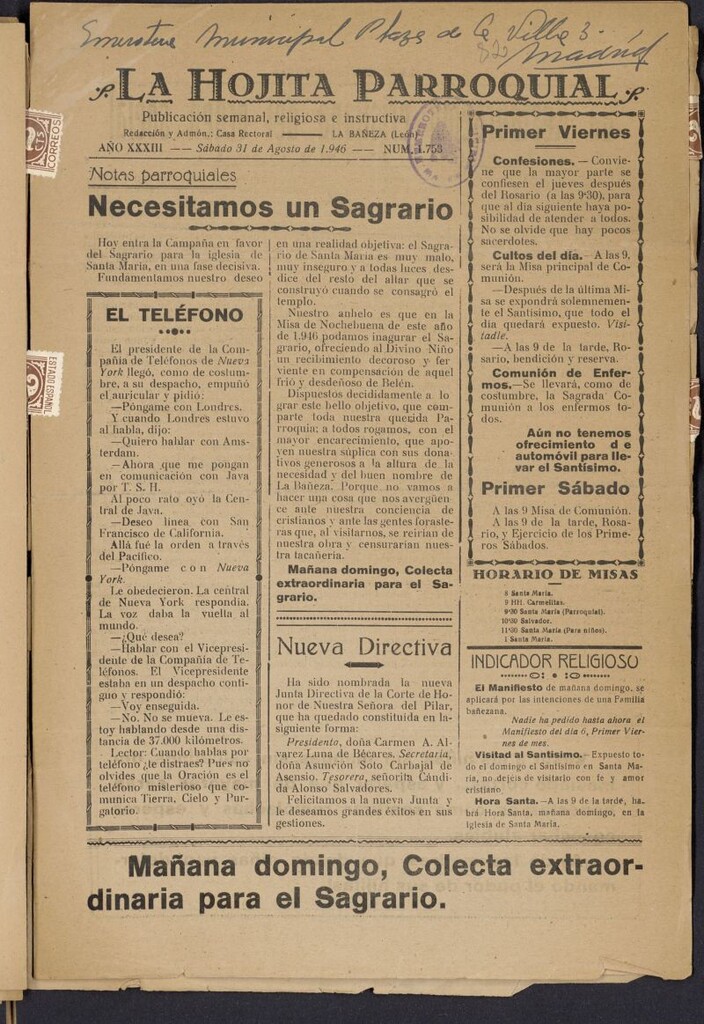 Municipal Plaza de la Villa 3
Madrid
LA HOJITA PARROQUIAL
Publicación semanal, religiosa e instructiva
Redacción y Admón.: Casa Rectoral —— LA BAÑEZA (León)
AÑO XXXIII —— Sábado 31 de Agosto de 1.946 —— NUM. 1.753
CORREOS
ESTADO ESPAÑOL
Notas parroquiales
Necesitamos un Sagrario
Hoy entra la Campaña en favor
del Sagrario para la iglesia de
Santa María, en una fase decisiva.
Fundamentamos nuestro deseo
en una realidad objetiva: el Sagra-
rio de Santa María es muy malo,
muy inseguro y a todas luces des-
dice del resto del altar que se
construyó cuando se consagró el
templo.
Nuestro anhelo es que en la
Misa de Nochebuena de este año
de 1.946 podamos inagurar el Sa-
grario, ofreciendo al Divino Niño
un recibimiento decoroso y fer
viente en compensación de aquel
frío y desdeñoso de Belén.
Dispuestos decididamente a lo
grar este bello objetivo, que com-
parte toda nuestra querida Pa-
rroquia; a todos rogamos, con el
mayor encarecimiento, que apo-
yen nuestra súplica con sus dona
tivos generosos a la altura de la
necesidad y del buen nombre de
La Bañeza. Porque no vamos a
hacer una cosa que nos avergüen-
ce ante nuestra conciencia de
cristianos y ante las gentes foraste-
ras que, al visitarnos, se reirían de
nuestra obra y censurarían nues-
tra tacañería.
Mañana domingo, Colecta
extraordinaria para el Sa-
grario.
EL TELÉFONO
El presidente de la Com-
pañía de Teléfonos de Nueva
York llegó, como de costum-
bre, a su despacho, empuñó
el auricular y pidió:
—Póngame con Londres.
Y cuando Londres estuvo
al habla, dijo:
—Quiero hablar con Ams-
terdam.
—Ahora que me pongan
en comunicación con Java
por T. S. H.
Al poco rato oyó la Cen-
tral de Java.
—Deseo línea con San
Francisco de California.
Allá fué la orden a través
del Pacífico.
—Póngame con Nueva
York.
Le obedecieron. La central
de Nueva York respondía.
La voz daba la vuelta al
mundo.
—¿Qué desea?
—Hablar con el Vicepresi-
dente de la Compañía de Te-
léfonos. El Vicepresidente
estaba en un despacho conti-
guo y respondió:
—Voy enseguida.
—No. No se mueva. Le es-
toy hablando desde una dis-
tancia de 37.000 kilómetros.
Lector: Cuando hablas por
teléfono ¿te distraes? Pues no
olvides que la Oración es el
teléfono misterioso que co-
munica Tierra, Cielo y Pur-
gatorio.
Nueva Directiva
Ha sido nombrada la nueva
Junta Directiva de la Corte de Ho-
nor de Nuestra Señora del Pilar,
que ha quedado constituída en la-
siguiente forma:
Presidenta, doña Carmen A. Al-
varez Luna de Bécares. Secretaria,
doña Asunción Soto Carbajal de
Asensio. Tesorera, señorita Cándi-
da Alonso Salvadores.
Felicitamos a la nueva Junta y
le deseamos grandes éxitos en sus
gestiones.
Primer Viernes
Confesiones. — Convie-
ne que la mayor parte se
confiesen el jueves después
del Rosario (a las 9'30), para
que al día siguiente haya po-
sibilidad de atender a todos.
No se olvide que hay pocos
sacerdotes.
Cultos del día.—A las 9,
será la Misa principal de Co-
munión.
—Después de la última Mi-
sa se expondrá solemnemen-
te el Santísimo, que todo el
día quedará expuesto. Visi-
tadle.
—A las 9 de la tarde, Ro-
sario, bendición y reserva.
Comunión de Enfer-
mos.—Se llevará, como de
costumbre, la Sagrada Co-
munión a los enfermos to-
dos.
Aún no tenemos
ofrecimiento de
automóvil para lle-
var el Santísimo.
Primer Sábado
A las 9 Misa de Comunión.
A las 9 de la tarde, Rosa-
rio, y Ejercicio de los Prime-
ros Sábados.
HORARIO DE MISAS
8 Santa María.
9 HH. Carmelitas.
9'30 Santa María (Parroquial).
10'30 Salvador.
11'30 Santa María (Para niños).
1 Santa María.
INDICADOR RELIGIOSO
El Manifiesto de mañana domingo, se
aplicará por las intenciones de una Familia
bañezana.
Nadie ha pedido hasta ahora el
Manifiesto del día 6, Primer Vier-
nes de mes.
Visitad al Santísimo.—Expuesto to-
do el domingo el Santísimo en Santa Ma-
ría, no dejéis de visitarlo con fe y amor
cristiano
Hora Santa.—A las 9 de la tarde, ha-
brá Hora Santa, mañana domingo, en la
iglesia de Santa María.
Mañana domingo, Colecta extraor-
dinaria para el Sagrario.